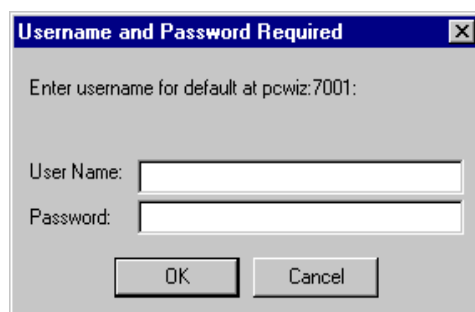 Username and Password Required
Enter username for default at pcwiz:7001:
User Name:
Password:
OK Cancel